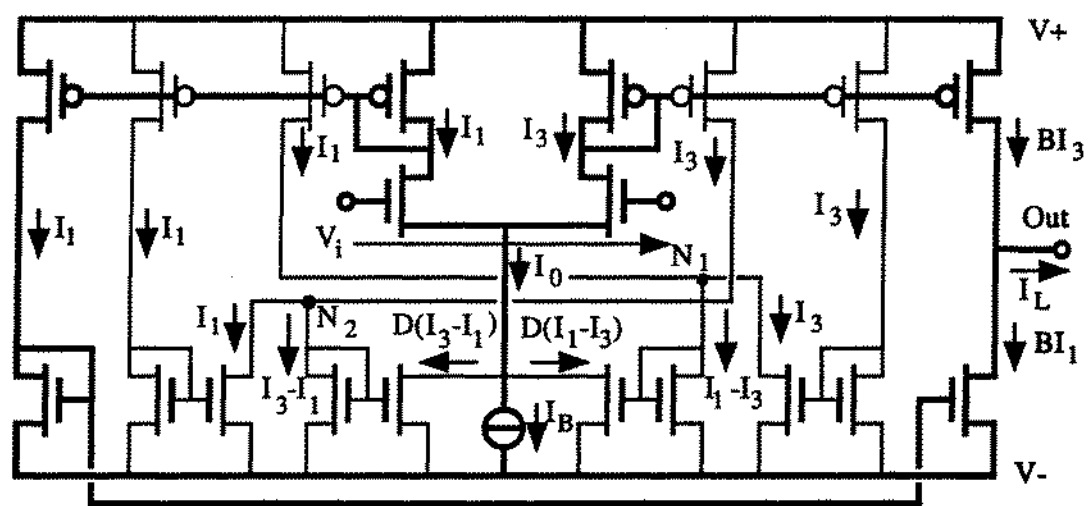 V+
I1
I3
I1
I3
BI3
I1
I1
I3
Out
Vi
N1
I0
IL
I1
N2
D(I3-I1)
D(I1-I3)
I3
BI1
I3-I1
I1-I3
IB
V-